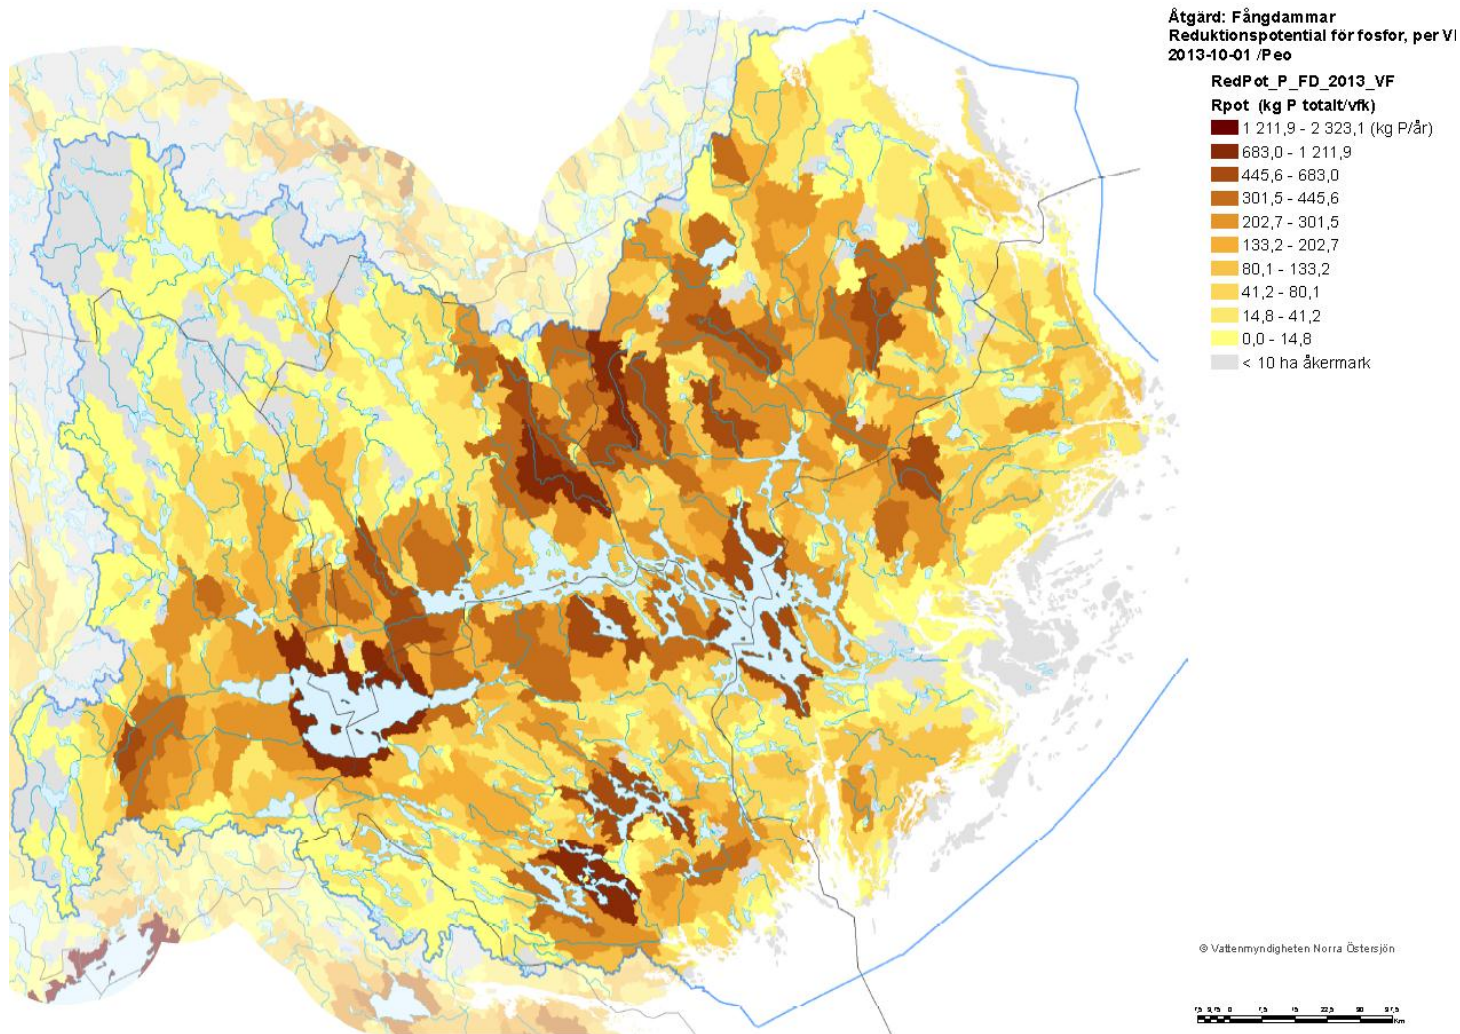 Åtgärd: Fångdammar
Reduktionspotential för fosfor, per VI
2013-10-01 /Peo
RedPot_P_FD_2013_VF
Rpot (kg P totalt/vfk)
1 211,9 - 2 323,1 (kg P/år)
683,0 - 1 211,9
445,6 - 683,0
301,5 - 445,6
202,7 - 301,5
133,2 - 202,7
80,1 - 133,2
41,2 - 80,1
14,8 - 41,2
0,0 - 14,8
< 10 ha åkermark
© Vattenmyndigheten Norra Östersjön
Km